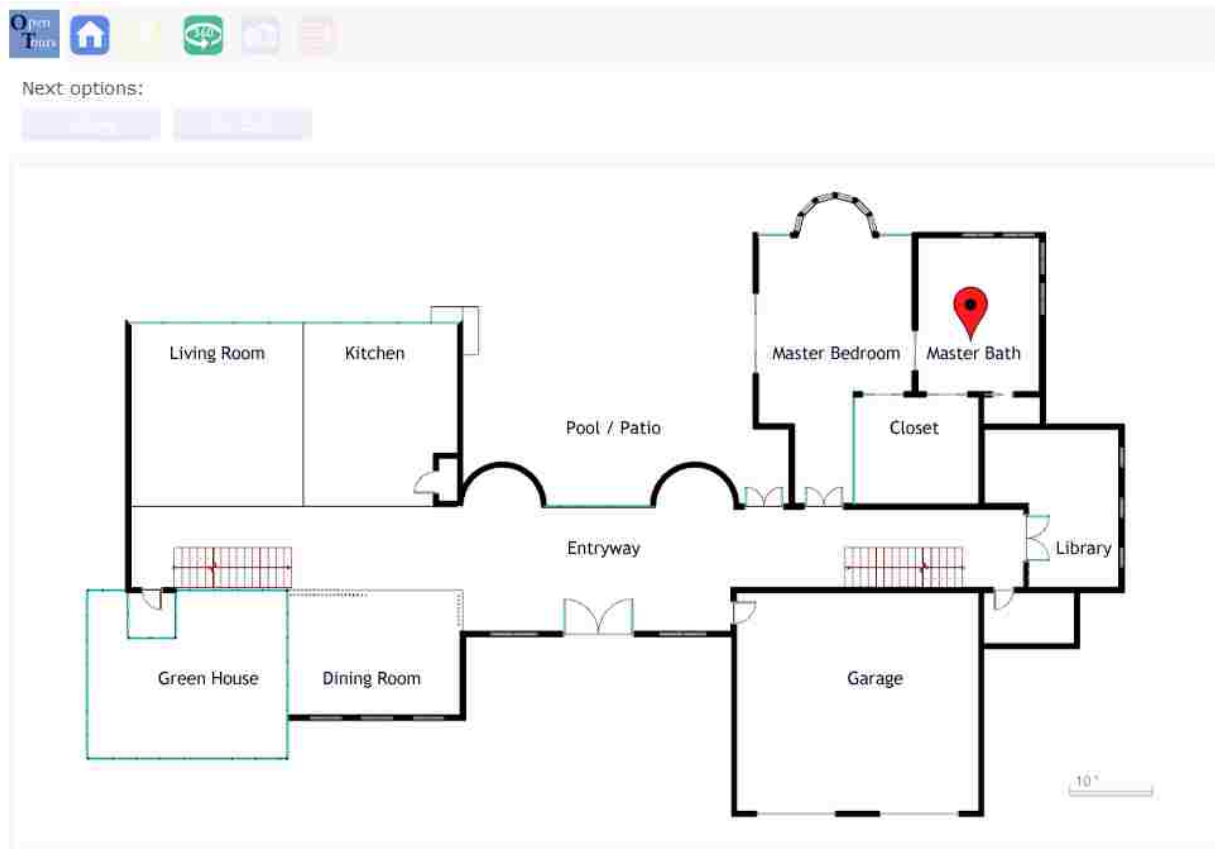 Open
Tours
360
Next options:
Living Room
Kitchen
Master Bedroom
Master Bath
Pool / Patio
Closet
Entryway
Library
Green House
Dining Room
Garage
10'